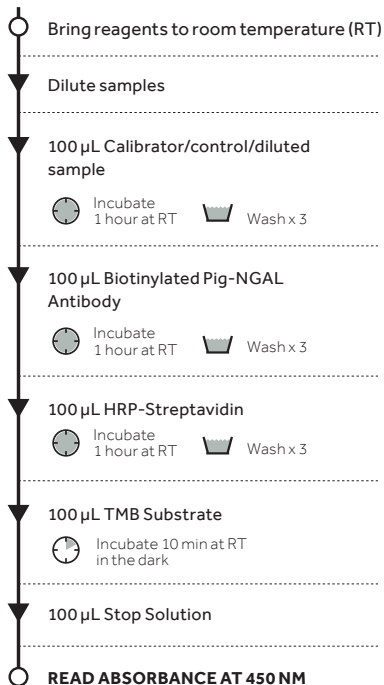 Bring reagents to room temperature (RT)
Dilute samples
100 µL Calibrator/control/diluted
sample
Incubate
1 hour at RT
Wash x 3
100 µL Biotinylated Pig-NGAL
Antibody
Incubate
1 hour at RT
Wash x 3
100 µL HRP-Streptavidin
Incubate
1 hour at RT
Wash x 3
100 µL TMB Substrate
Incubate 10 min at RT
in the dark
100 µL Stop Solution
READ ABSORBANCE AT 450 NM